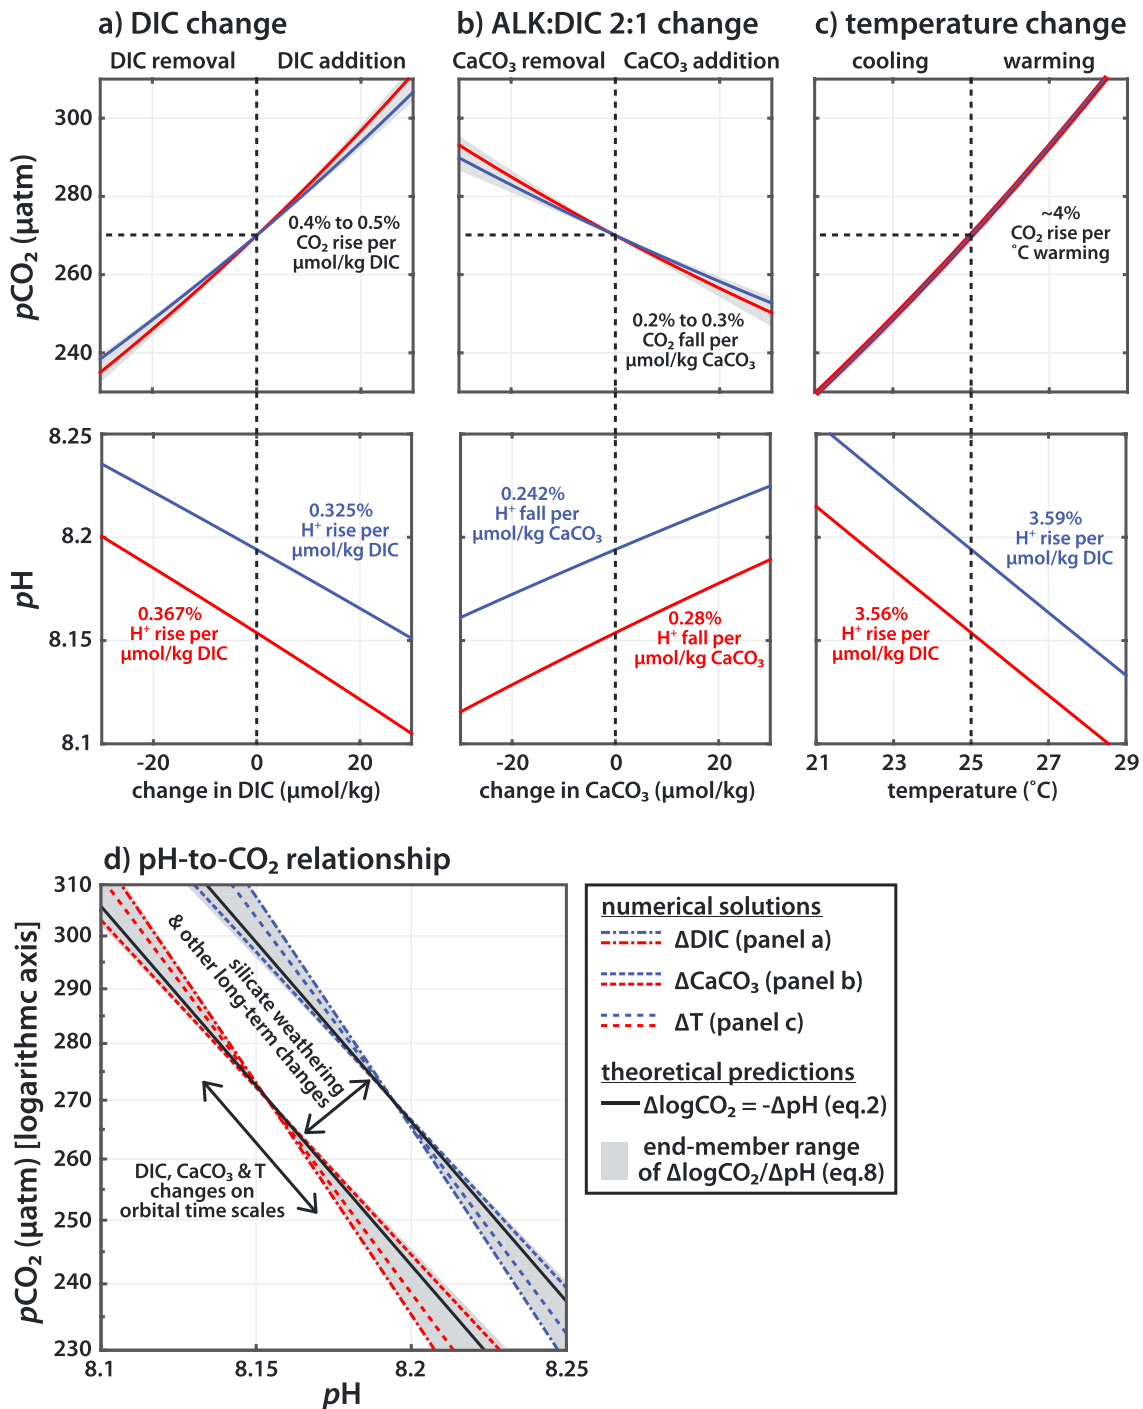 a) DIC change
b) ALK:DIC 2:1 change
c) temperature change
DIC removal
DIC addition
CaCO₃ removal
CaCO₃ addition
cooling
warming
pCO₂ (µatm)
300
280
260
240
0.4% to 0.5%
CO₂ rise per
µmol/kg DIC
0.2% to 0.3%
CO₂ fall per
µmol/kg CaCO₃
~4%
CO₂ rise per
˚C warming
pH
8.25
8.2
8.15
8.1
0.325%
H⁺ rise per
µmol/kg DIC
0.367%
H⁺ rise per
µmol/kg DIC
0.242%
H⁺ fall per
µmol/kg CaCO₃
0.28%
H⁺ fall per
µmol/kg CaCO₃
3.59%
H⁺ rise per
µmol/kg DIC
3.56%
H⁺ rise per
µmol/kg DIC
-20
0
20
-20
0
20
21
23
25
27
29
change in DIC (µmol/kg)
change in CaCO₃ (µmol/kg)
temperature (˚C)
d) pH-to-CO₂ relationship
pCO₂ (µatm) [logarithmc axis]
310
300
290
280
270
260
250
240
230
silicate weathering
& other long-term changes
DIC, CaCO₃ & T
changes on
orbital time scales
8.1
8.15
8.2
8.25
pH
numerical solutions
ΔDIC (panel a)
ΔCaCO₃ (panel b)
ΔT (panel c)
theoretical predictions
ΔlogCO₂ = -ΔpH (eq.2)
end-member range
of ΔlogCO₂/ΔpH (eq.8)